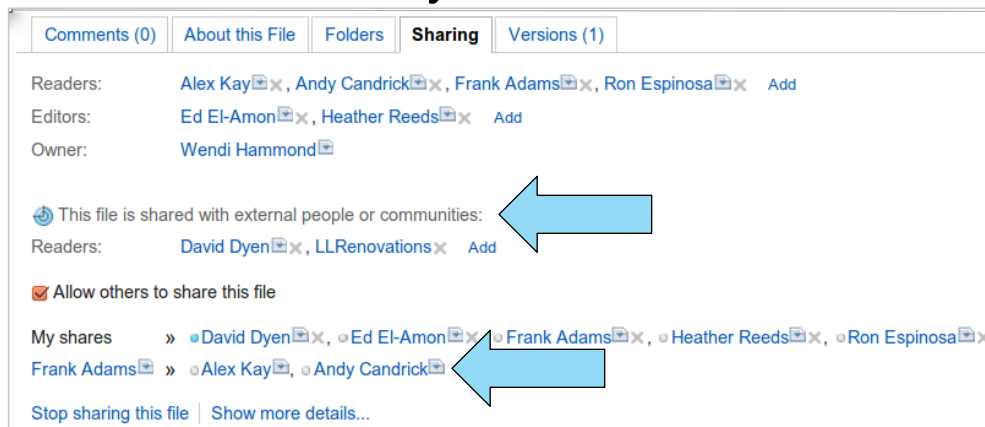 Comments (0) About this File Folders Sharing Versions (1)
Readers: Alex Kay, Andy Candrick, Frank Adams, Ron Espinosa Add
Editors: Ed El-Amon, Heather Reeds Add
Owner: Wendi Hammond
This file is shared with external people or communities:
Readers: David Dyen, LLRenovations Add
Allow others to share this file
My shares » David Dyen, Ed El-Amon, Frank Adams, Heather Reeds, Ron Espinosa
Frank Adams » Alex Kay, Andy Candrick
Stop sharing this file | Show more details...